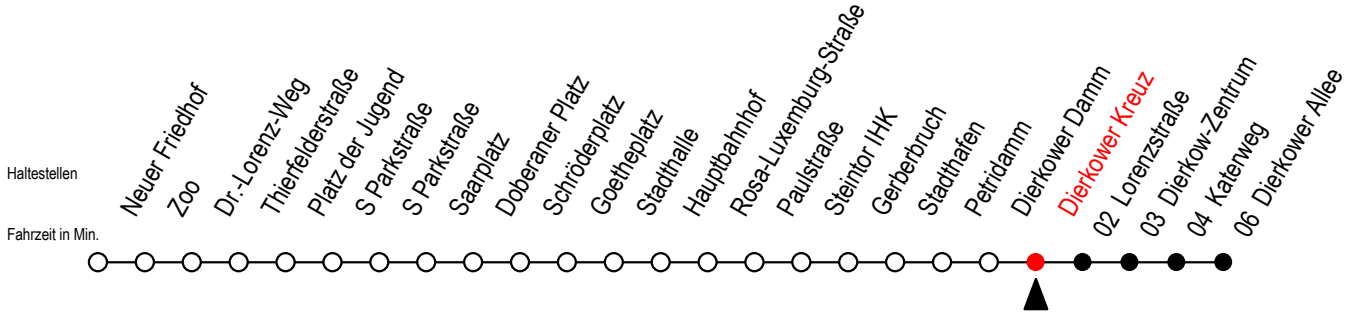 Haltestellen
Fahrzeit in Min.
Neuer Friedhof
Zoo
Dr.-Lorenz-Weg
Thienfelderstraße
Platz der Jugend
S Parkstraße
S Parkstraße
Saarplatz
Doberaner Platz
Schröderplatz
Goetheplatz
Stadthalle
Hauptbahnhof
Rosa-Luxemburg-Straße
Paulstraße
Steintor IHK
Gerberbruch
Stadthafen
Petridamm
Dierkower Damm
Dierkower Kreuz
02 Lorenzstraße
03 Dierkow-Zentrum
04 Katerweg
06 Dierkower Allee